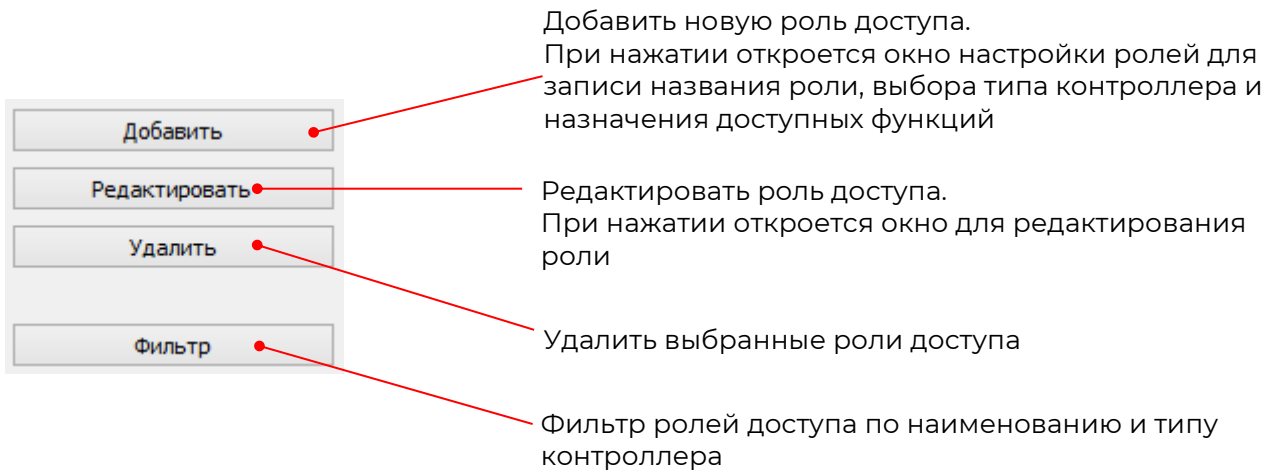 Добавить новую роль доступа.
При нажатии откроется окно настройки ролей для
записи названия роли, выбора типа контроллера и
назначения доступных функций
Добавить
Редактировать
Редактировать роль доступа.
При нажатии откроется окно для редактирования
роли
Удалить
Удалить выбранные роли доступа
Фильтр
Фильтр ролей доступа по наименованию и типу
контроллера